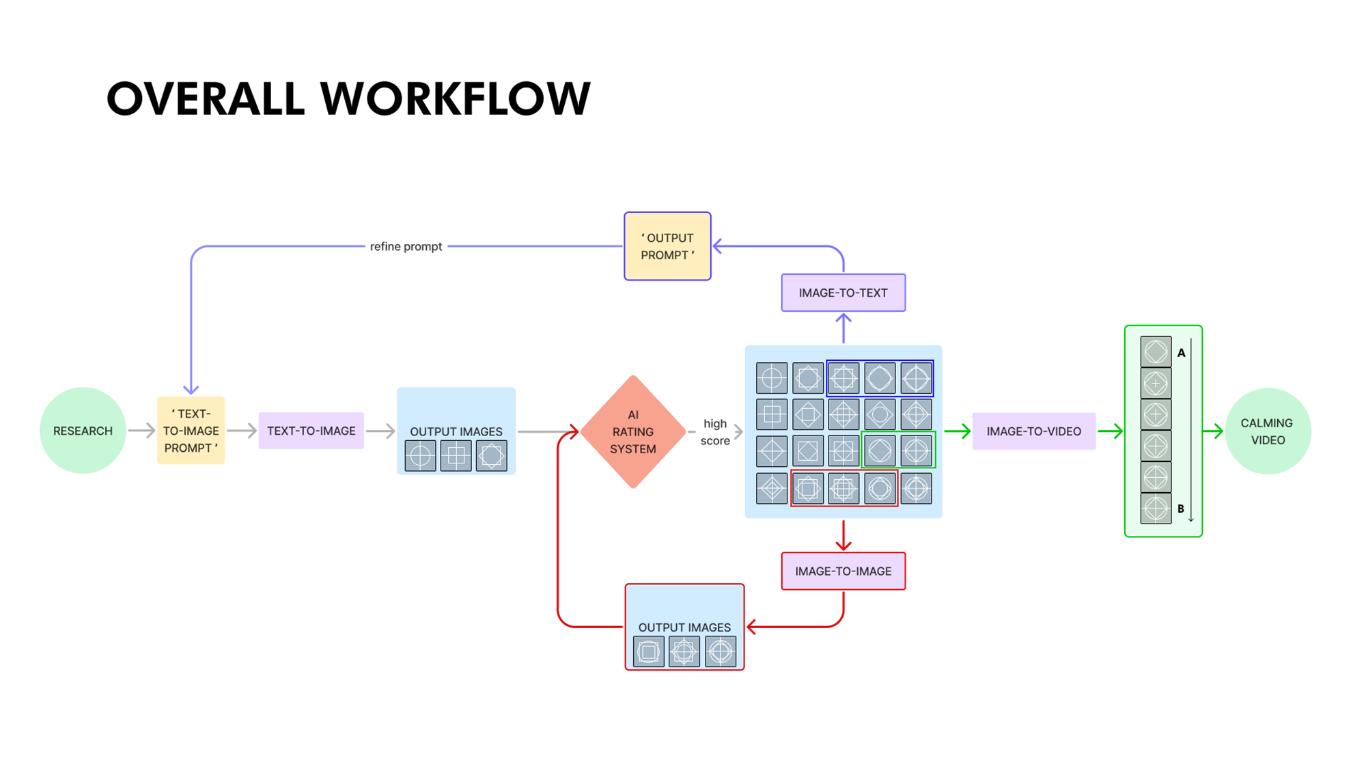 OVERALL WORKFLOW
refine prompt
‘ OUTPUT
PROMPT ’
IMAGE-TO-TEXT
RESEARCH
‘ TEXT-
TO-IMAGE
PROMPT ’
TEXT-TO-IMAGE
OUTPUT IMAGES
AI
RATING
SYSTEM
high
score
IMAGE-TO-VIDEO
A
B
CALMING
VIDEO
IMAGE-TO-IMAGE
OUTPUT IMAGES